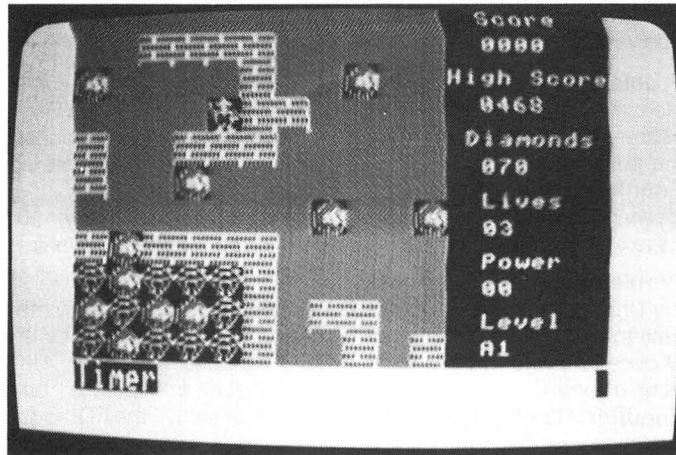 Score
0000
High Score
0468
Diamonds
070
Lives
03
Power
00
Level
A1
Timer